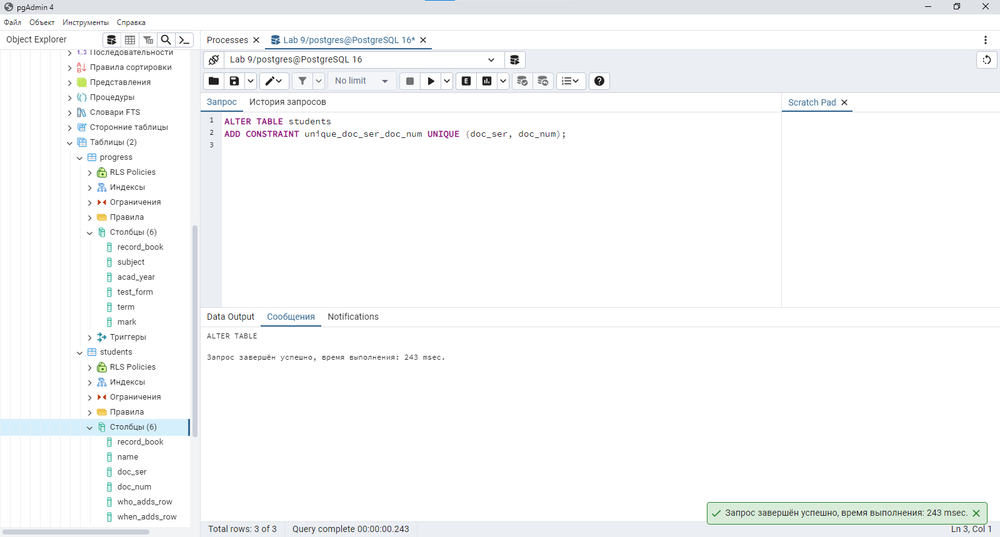 pgAdmin 4
Файл Объект Инструменты Справка
Object Explorer
Processes
Lab 9/postgres@PostgreSQL 16*
1..3 Последовательности
Правила сортировки
Представления
Процедуры
Словари FTS
Сторонние таблицы
Таблицы (2)
progress
RLS Policies
Индексы
Ограничения
Правила
Столбцы (6)
record_book
subject
acad_year
test_form
term
mark
Триггеры
students
RLS Policies
Индексы
Ограничения
Правила
Столбцы (6)
record_book
name
doc_ser
doc_num
who_adds_row
when_adds_row
Lab 9/postgres@PostgreSQL 16
No limit
E
Запрос История запросов
Scratch Pad
1 ALTER TABLE students
2 ADD CONSTRAINT unique_doc_ser_doc_num UNIQUE (doc_ser, doc_num);
3
Data Output Сообщения Notifications
ALTER TABLE
Запрос завершён успешно, время выполнения: 243 msec.
Запрос завершён успешно, время выполнения: 243 msec.
Total rows: 3 of 3 Query complete 00:00:00.243 Ln 3, Col 1